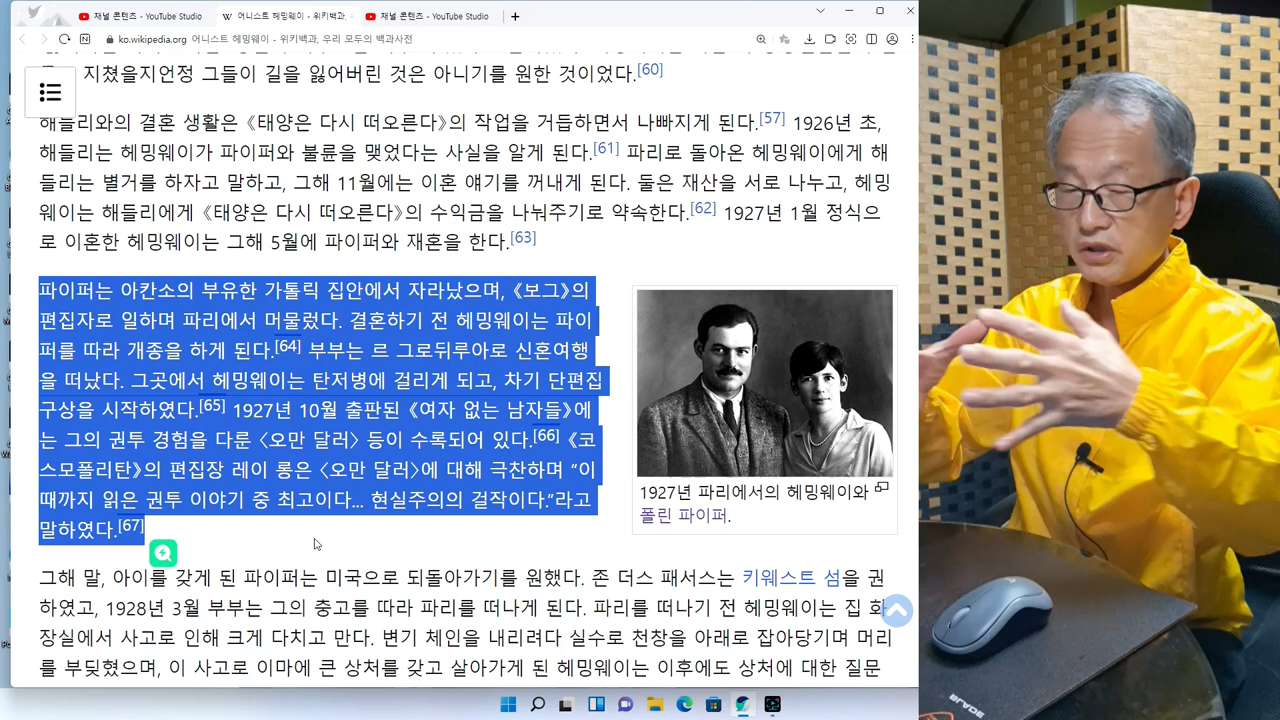 재널 콘텐츠 - YouTube Studio
어니스트 헤밍웨이 - 위키백과,
재널 콘텐츠 - YouTube Studio
ko.wikipedia.org 어니스트 헤밍웨이 - 위키백과, 우리 모두의 백과사전
지쳤을지언정 그들이 길을 잃어버린 것은 아니기를 원한 것이었다.[60]
해들리와의 결혼 생활은 《태양은 다시 떠오른다》의 작업을 거듭하면서 나빠지게 된다.[57] 1926년 초,
해들리는 헤밍웨이가 파이퍼와 불륜을 맺었다는 사실을 알게 된다.[61] 파리로 돌아온 헤밍웨이에게 해
들리는 별거를 하자고 말하고, 그해 11월에는 이혼 얘기를 꺼내게 된다. 둘은 재산을 서로 나누고, 헤밍
웨이는 해들리에게 《태양은 다시 떠오른다》의 수익금을 나눠주기로 약속한다.[62] 1927년 1월 정식으
로 이혼한 헤밍웨이는 그해 5월에 파이퍼와 재혼을 한다.[63]
파이퍼는 아칸소의 부유한 가톨릭 집안에서 자라났으며, 《보그》의
편집자로 일하며 파리에서 머물렀다. 결혼하기 전 헤밍웨이는 파이
퍼를 따라 개종을 하게 된다.[64] 부부는 르 그로뒤루아로 신혼여행
을 떠났다. 그곳에서 헤밍웨이는 탄저병에 걸리게 되고, 차기 단편집
구상을 시작하였다.[65] 1927년 10월 출판된 《여자 없는 남자들》에
는 그의 권투 경험을 다룬 〈오만 달러〉 등이 수록되어 있다.[66] 《코
스모폴리탄》의 편집장 레이 롱은 〈오만 달러〉에 대해 극찬하며 “이
때까지 읽은 권투 이야기 중 최고이다... 현실주의의 걸작이다.”라고
말하였다.[67]
1927년 파리에서의 헤밍웨이와
폴린 파이퍼.
그해 말, 아이를 갖게 된 파이퍼는 미국으로 되돌아가기를 원했다. 존 더스 패서스는 키웨스트 섬을 권
하였고, 1928년 3월 부부는 그의 충고를 따라 파리를 떠나게 된다. 파리를 떠나기 전 헤밍웨이는 집 화
장실에서 사고로 인해 크게 다치고 만다. 변기 체인을 내리려다 실수로 천창을 아래로 잡아당기며 머리
를 부딪혔으며, 이 사고로 이마에 큰 상처를 갖고 살아가게 된 헤밍웨이는 이후에도 상처에 대한 질문
BLADE